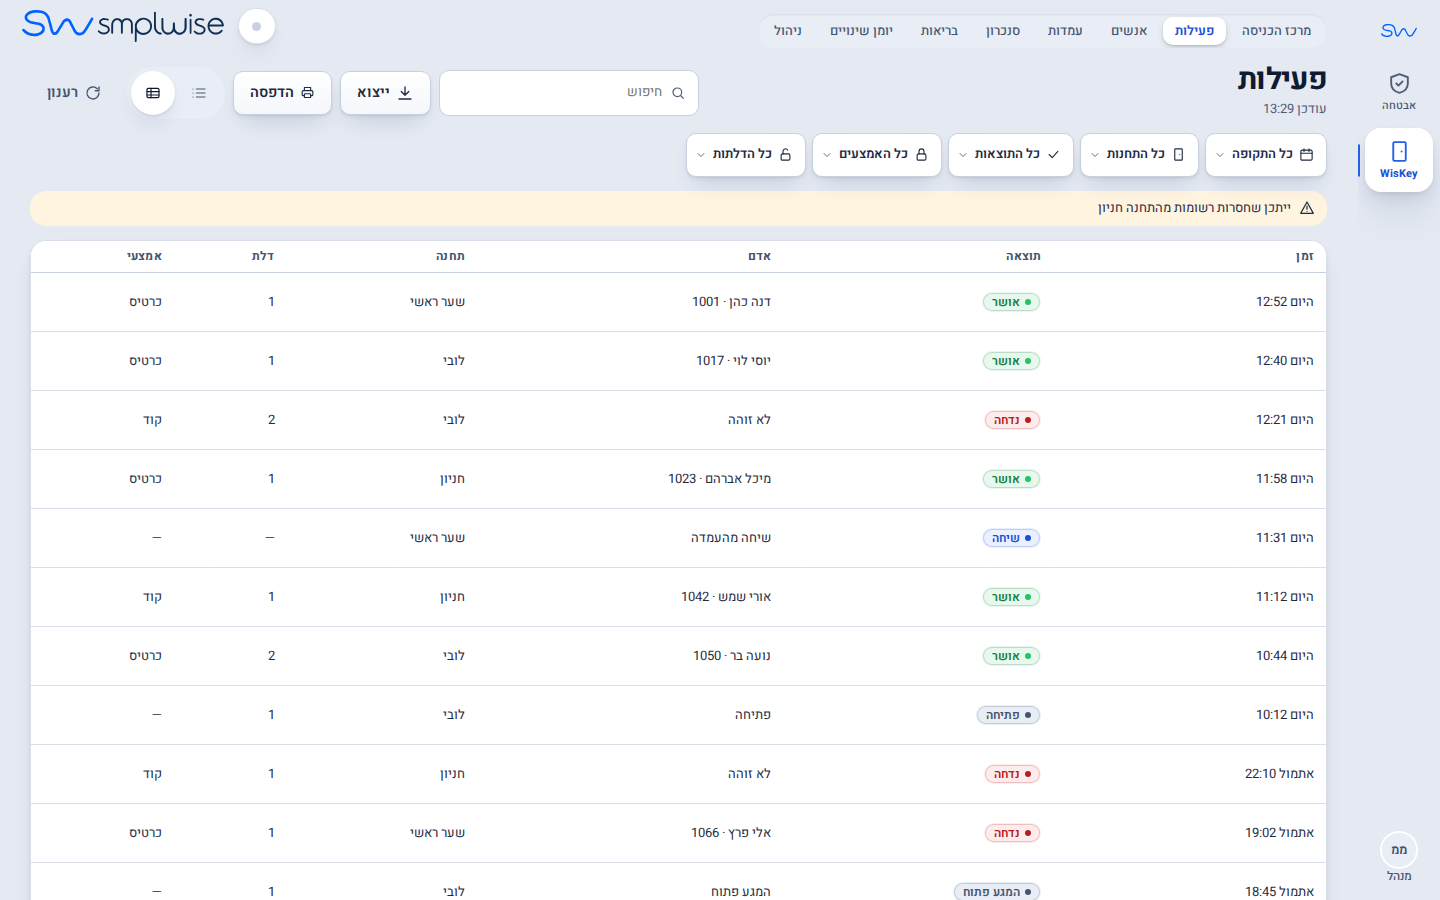 smplwise
מרכז הכניסה פעילות אנשים עמדות סנכרון בריאות יומן שינויים ניהול
אבטחה
WisKey
פעילות
עודכן 13:29
חיפוש
ייצוא
הדפסה
רענון
כל התקופה כל התחנות כל התוצאות כל האמצעים כל הדלתות
ייתכן שחסרות רשומות מהתחנה חניון
זמן תוצאה אדם תחנה דלת אמצעי
היום 12:52 אושר דנה כהן · 1001 שער ראשי 1 כרטיס
היום 12:40 אושר יוסי לוי · 1017 לובי 1 כרטיס
היום 12:21 נדחה לא זוהה לובי 2 קוד
היום 11:58 אושר מיכל אברהם · 1023 חניון 1 כרטיס
היום 11:31 שיחה שיחה מהעמדה שער ראשי — —
היום 11:12 אושר אורי שמש · 1042 חניון 1 קוד
היום 10:44 אושר נועה בר · 1050 לובי 2 כרטיס
היום 10:12 פתיחה פתיחה לובי 1 —
אתמול 22:10 נדחה לא זוהה חניון 1 קוד
אתמול 19:02 נדחה אלי פרץ · 1066 שער ראשי 1 כרטיס
אתמול 18:45 המגע פתוח המגע פתוח לובי 1 —
ממ
מנהל